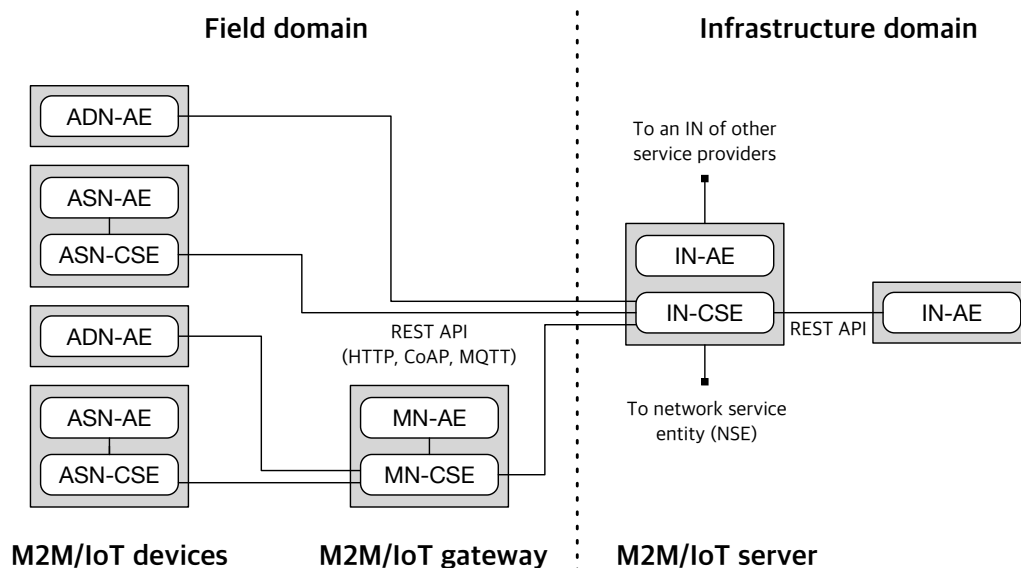 Field domain
Infrastructure domain
ADN-AE
ASN-AE
ASN-CSE
ADN-AE
ASN-AE
ASN-CSE
REST API
(HTTP, CoAP, MQTT)
MN-AE
MN-CSE
To an IN of other
service providers
IN-AE
IN-CSE
REST API
IN-AE
To network service
entity (NSE)
M2M/IoT devices
M2M/IoT gateway
M2M/IoT server